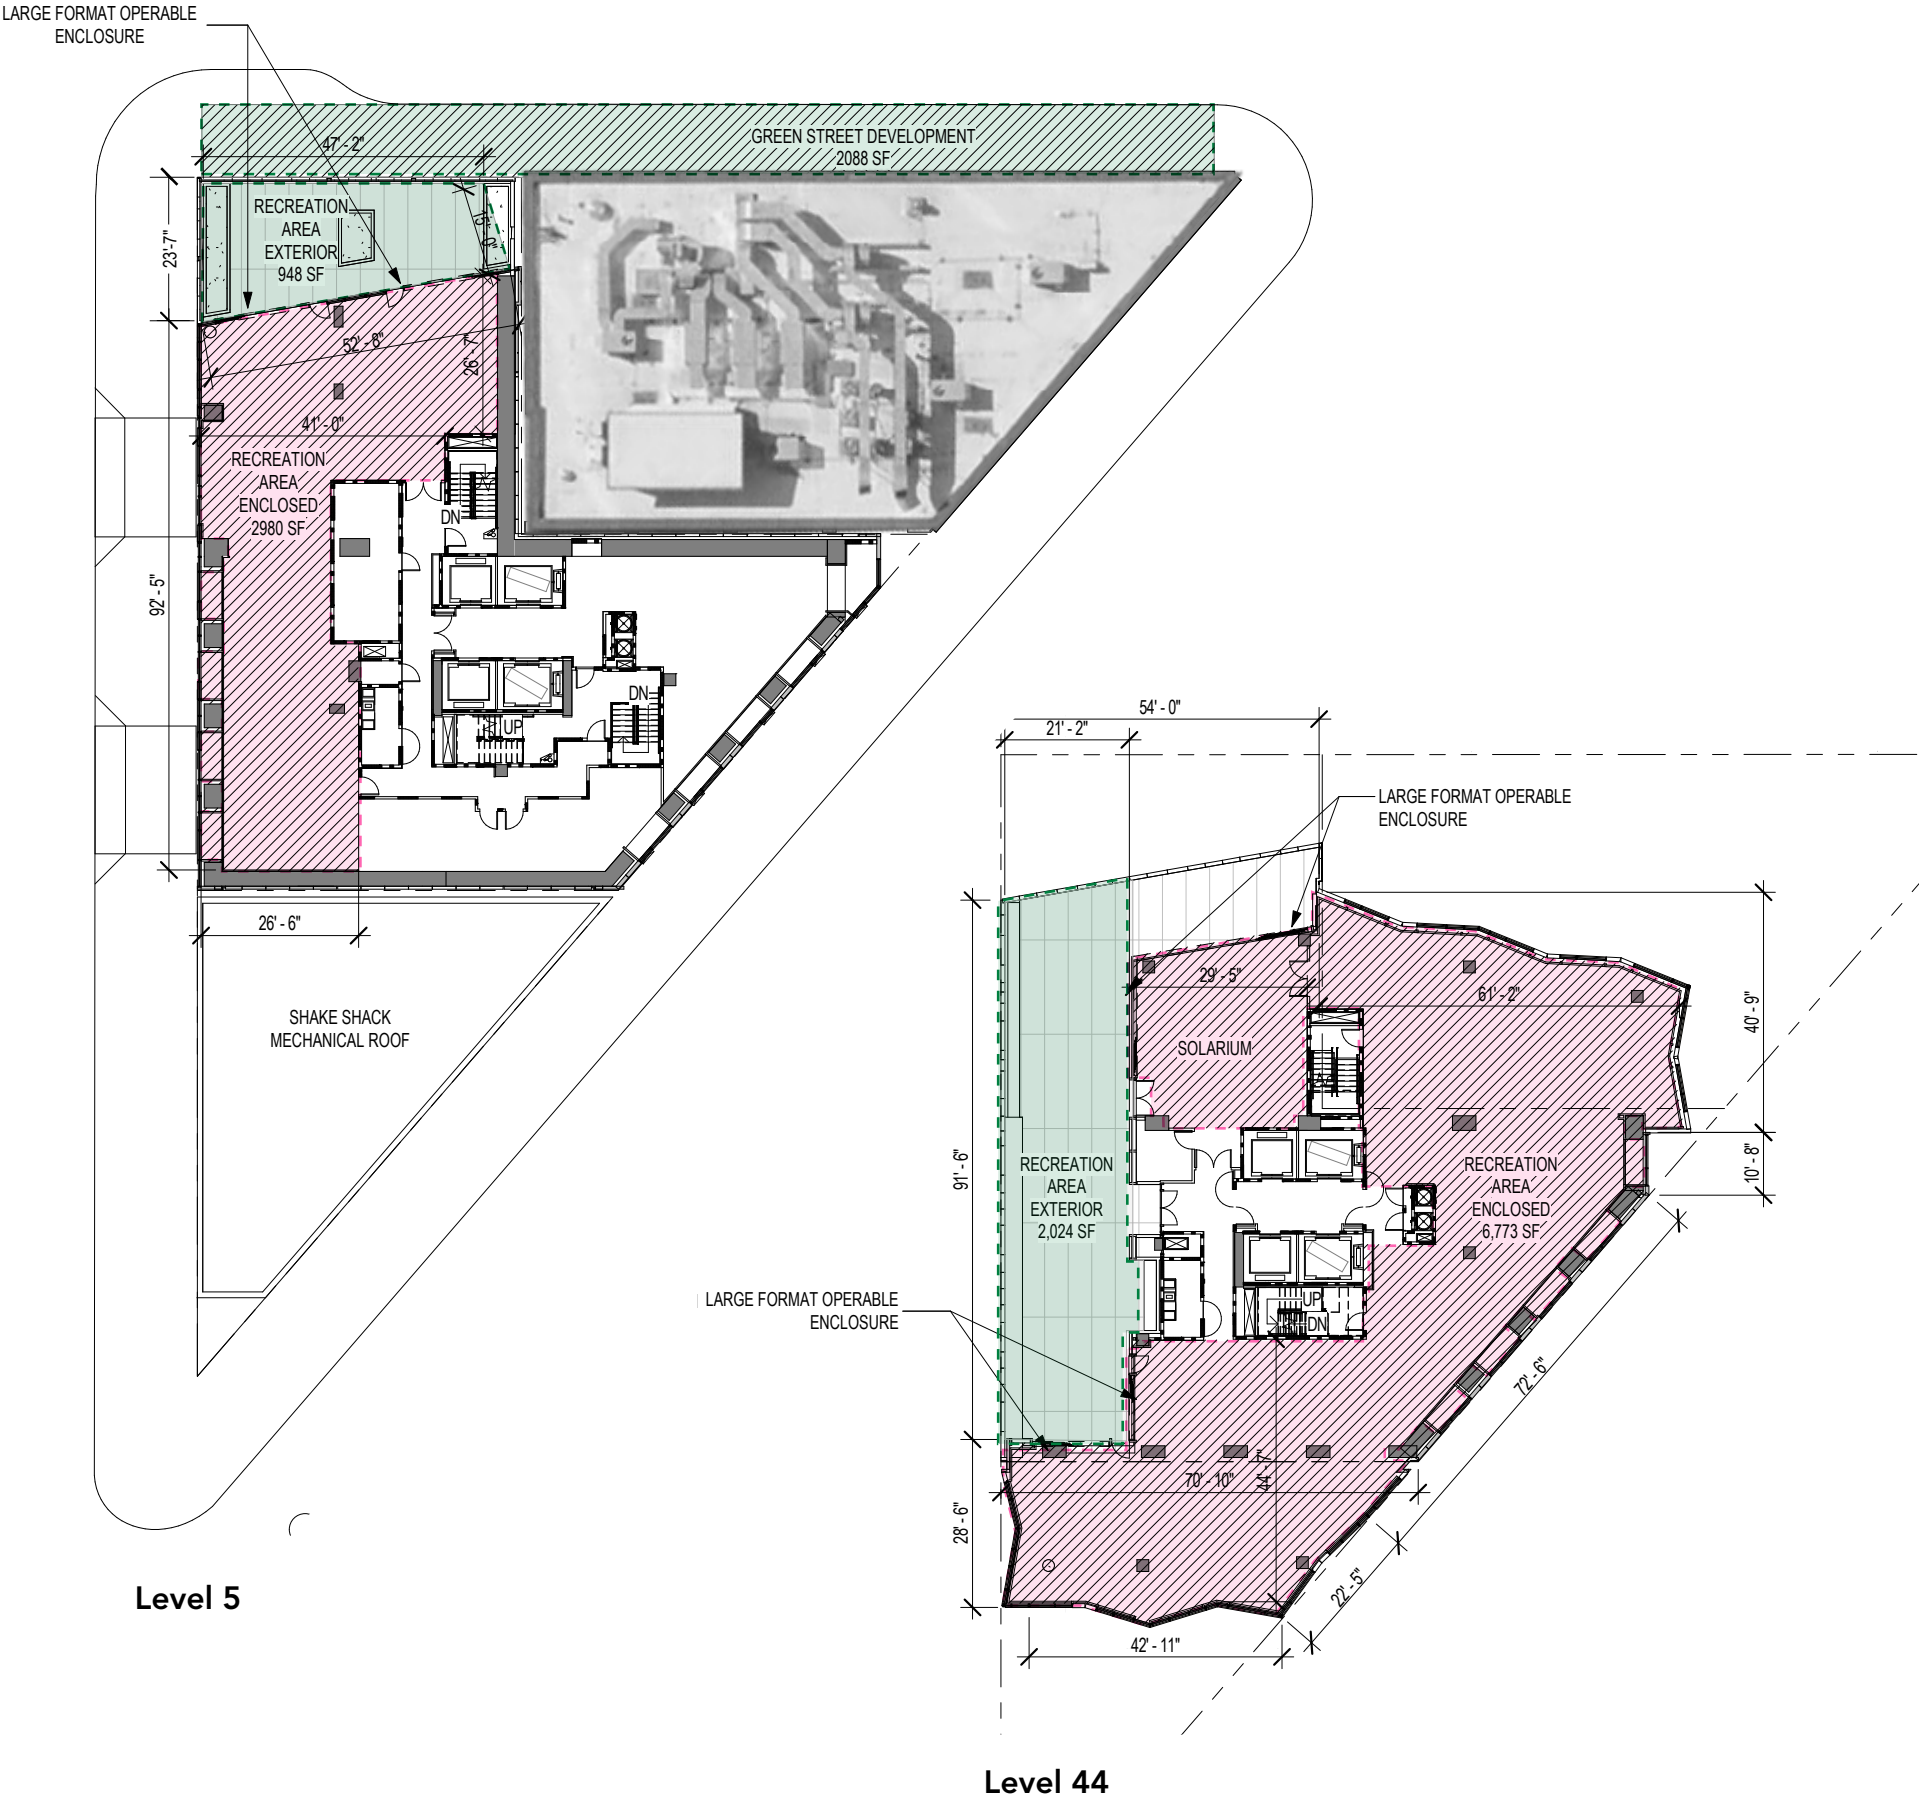 LARGE FORMAT OPERABLE
ENCLOSURE
GREEN STREET DEVELOPMENT
2088 SF
47' - 2"
23'-7"
RECREATION
AREA
EXTERIOR
948 SF
15' - 0"
52' - 8"
26' - 7"
41' - 0"
RECREATION
AREA
ENCLOSED
2980 SF
DN
92' - 5"
DN
UP
26' - 6"
SHAKE SHACK
MECHANICAL ROOF
Level 5
54' - 0"
21' - 2"
LARGE FORMAT OPERABLE
ENCLOSURE
29' - 5"
61' - 2"
40' - 9"
SOLARIUM
91' - 6"
RECREATION
AREA
EXTERIOR
2,024 SF
RECREATION
AREA
ENCLOSED
6,773 SF
10' - 8"
LARGE FORMAT OPERABLE
ENCLOSURE
UP
DN
72' - 6"
70' - 10"
44' - 7"
28' - 6"
22' - 5"
42' - 11"
Level 44